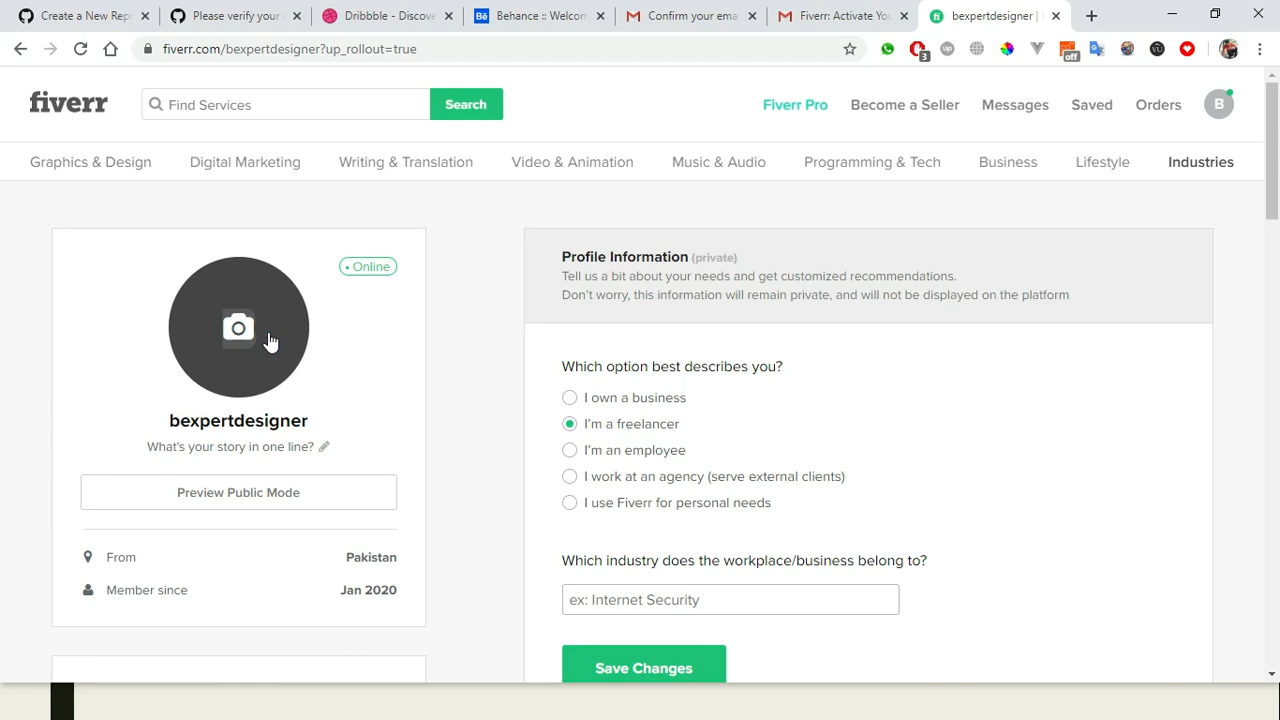 Create a New Rep
Please verify your
Dribbble - Discove
Behance :: Welcom
Confirm your ema
Fiverr: Activate You
bexpertdesigner |
fiverr.com/bexpertdesigner?up_rollout=true
3
off
fiverr
Find Services
Search
Fiverr Pro
Become a Seller
Messages
Saved
Orders
B
Graphics & Design
Digital Marketing
Writing & Translation
Video & Animation
Music & Audio
Programming & Tech
Business
Lifestyle
Industries
• Online
bexpertdesigner
What's your story in one line?
Preview Public Mode
From
Pakistan
Member since
Jan 2020
Profile Information (private)
Tell us a bit about your needs and get customized recommendations.
Don't worry, this information will remain private, and will not be displayed on the platform
Which option best describes you?
I own a business
I'm a freelancer
I'm an employee
I work at an agency (serve external clients)
I use Fiverr for personal needs
Which industry does the workplace/business belong to?
ex: Internet Security
Save Changes